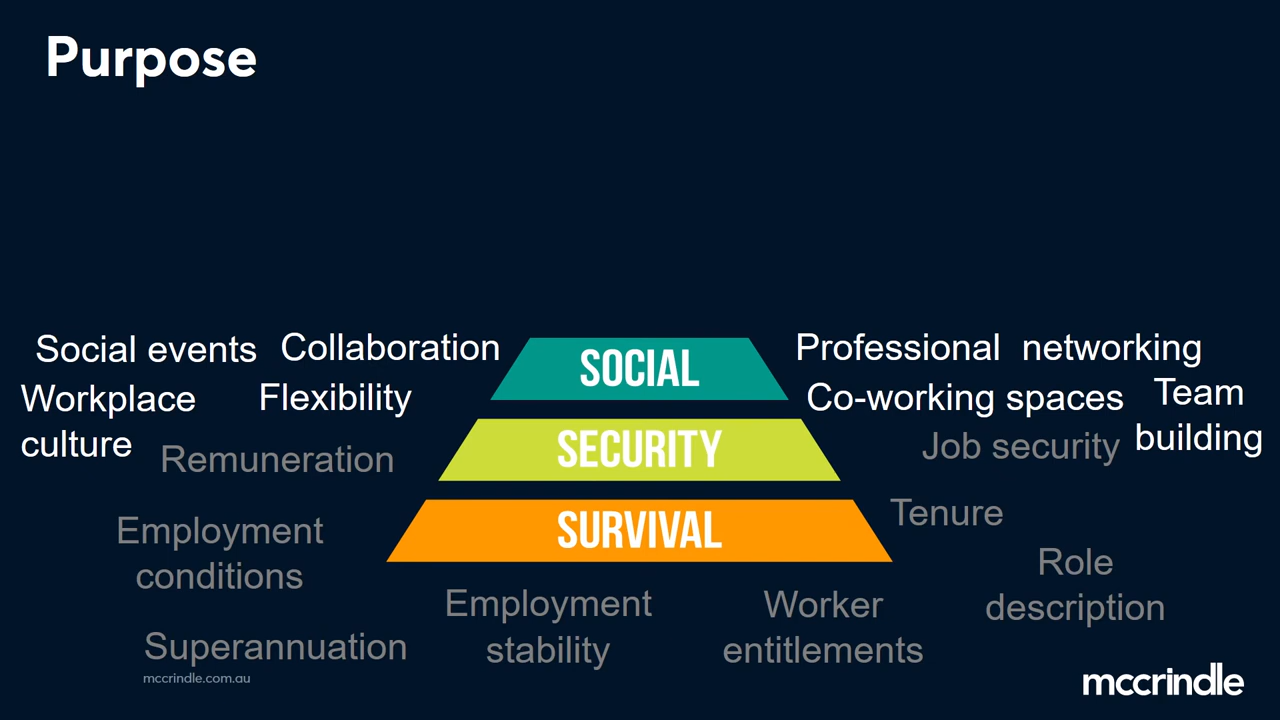 Purpose
Social events
Collaboration
SOCIAL
Professional networking
Workplace
culture
Flexibility
Co-working spaces
Team
building
Remuneration
SECURITY
Job security
Employment
conditions
SURVIVAL
Tenure
Role
description
Superannuation
Employment
stability
Worker
entitlements
mccrindle.com.au
mccrindle